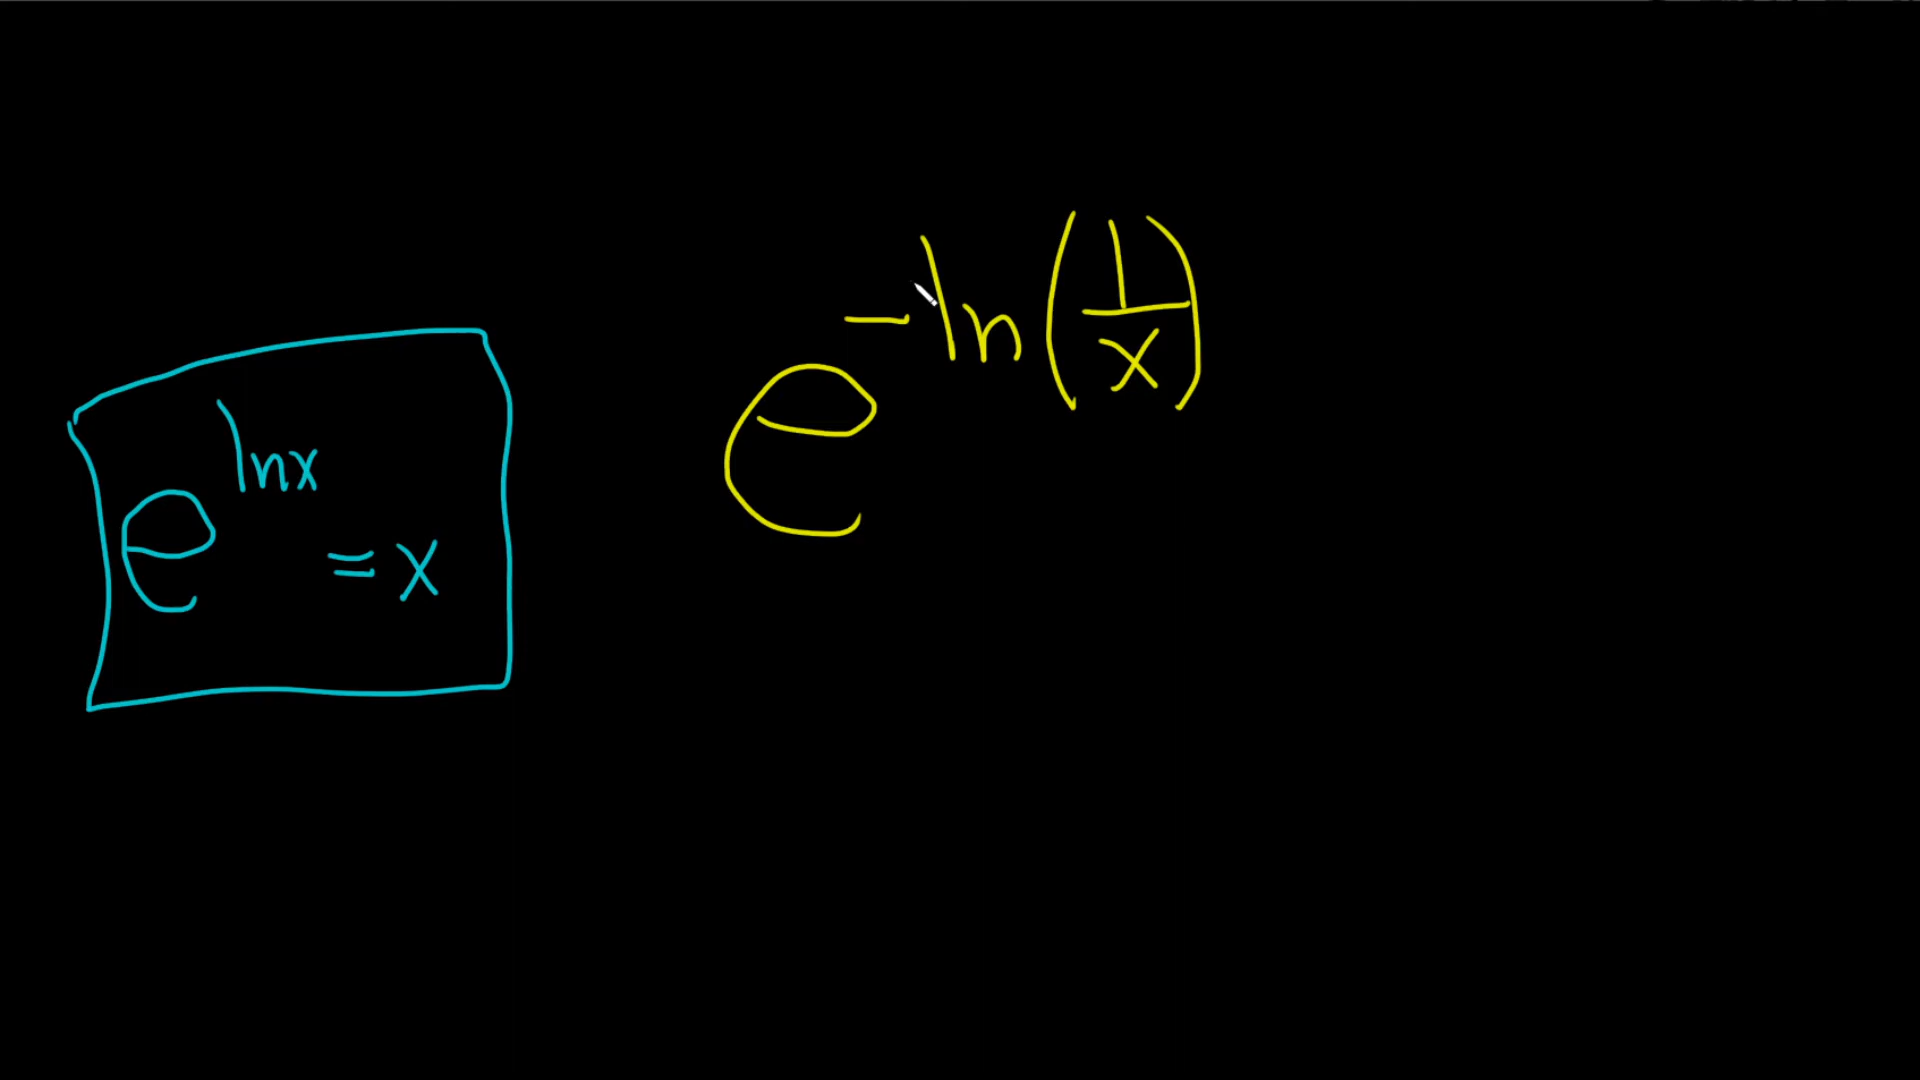 e^{ln x} = x
e^{-ln(1/x)}